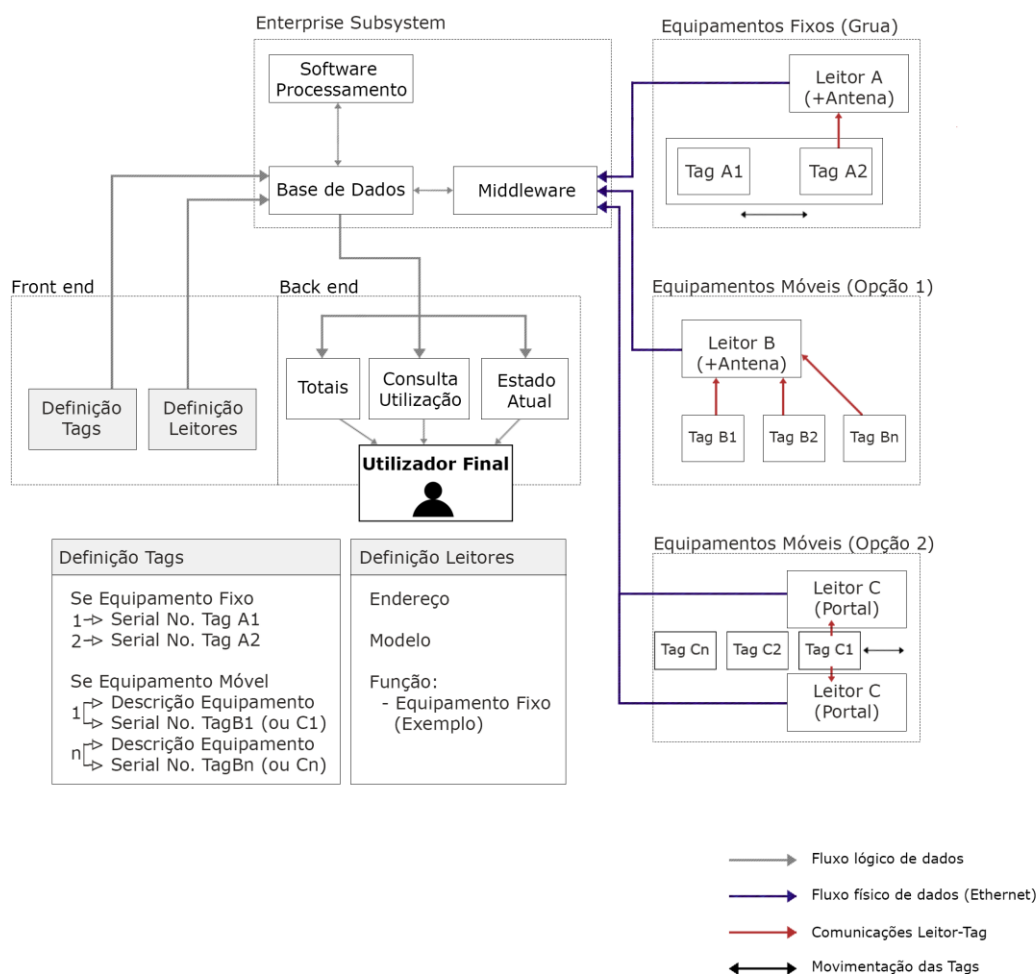 Enterprise Subsystem
Software
Processamento
Base de Dados
Middleware
Equipamentos Fixos (Grua)
Leitor A
(+Antena)
Tag A1
Tag A2
Front end
Definição
Tags
Definição
Leitores
Back end
Totais
Consulta
Utilização
Estado
Atual
Utilizador Final
Equipamentos Móveis (Opção 1)
Leitor B
(+Antena)
Tag B1
Tag B2
Tag Bn
Equipamentos Móveis (Opção 2)
Leitor C
(Portal)
Tag Cn
Tag C2
Tag C1
Leitor C
(Portal)
Definição Tags
Se Equipamento Fixo
1 Serial No. Tag A1
2 Serial No. Tag A2
Se Equipamento Móvel
1 Descrição Equipamento
Serial No. TagB1 (ou C1)
n Descrição Equipamento
Serial No. TagBn (ou Cn)
Definição Leitores
Endereço
Modelo
Função:
- Equipamento Fixo
(Exemplo)
Fluxo lógico de dados
Fluxo físico de dados (Ethernet)
Comunicações Leitor-Tag
Movimentação das Tags